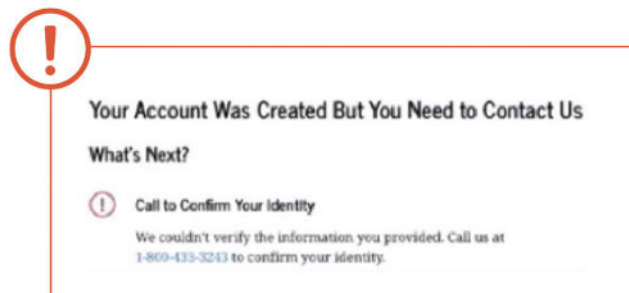 Your Account Was Created But You Need to Contact Us
What's Next?
Call to Confirm Your Identity
We couldn't verify the information you provided. Call us at
1-800-433-3243 to confirm your identity.